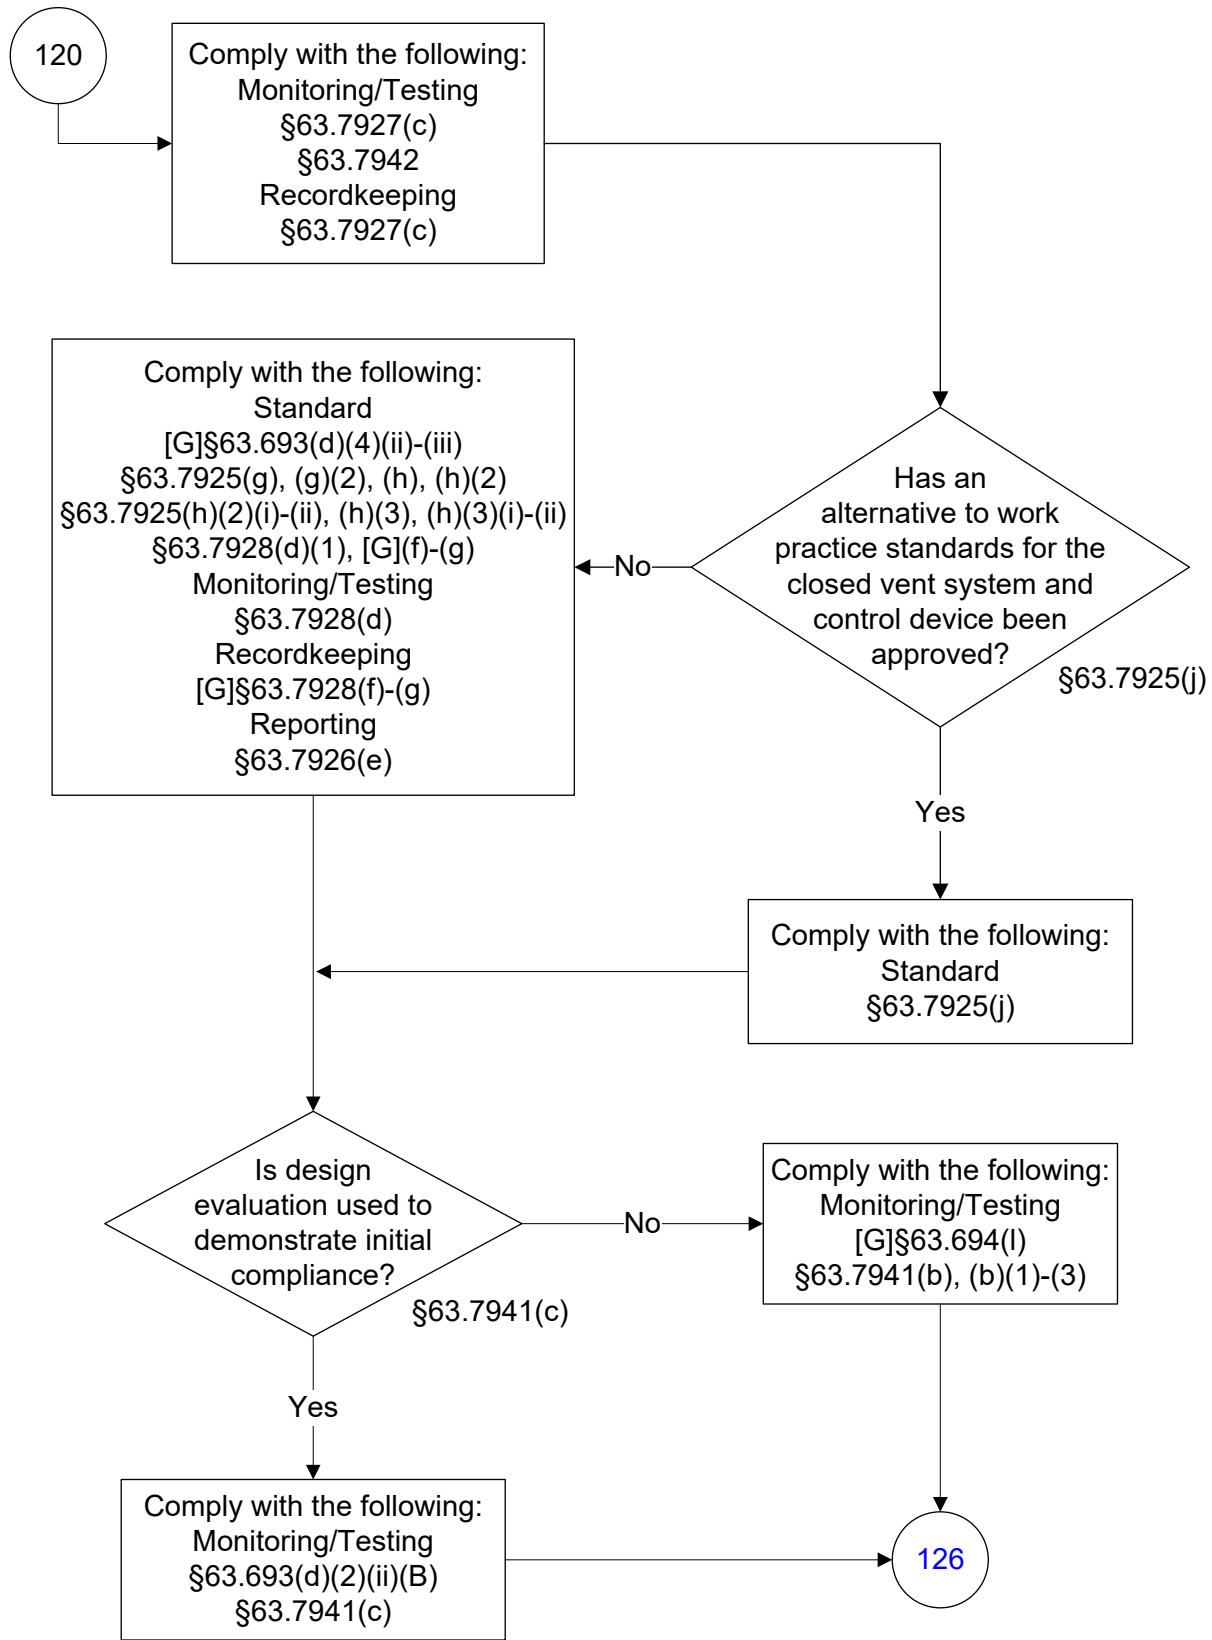 120
Comply with the following:
Monitoring/Testing
§63.7927(c)
§63.7942
Recordkeeping
§63.7927(c)
Has an
alternative to work
practice standards for the
closed vent system and
control device been
approved?
§63.7925(j)
No
Comply with the following:
Standard
[G]§63.693(d)(4)(ii)-(iii)
§63.7925(g), (g)(2), (h), (h)(2)
§63.7925(h)(2)(i)-(ii), (h)(3), (h)(3)(i)-(ii)
§63.7928(d)(1), [G](f)-(g)
Monitoring/Testing
§63.7928(d)
Recordkeeping
[G]§63.7928(f)-(g)
Reporting
§63.7926(e)
Yes
Comply with the following:
Standard
§63.7925(j)
Is design
evaluation used to
demonstrate initial
compliance?
§63.7941(c)
No
Comply with the following:
Monitoring/Testing
[G]§63.694(l)
§63.7941(b), (b)(1)-(3)
Yes
Comply with the following:
Monitoring/Testing
§63.693(d)(2)(ii)(B)
§63.7941(c)
126